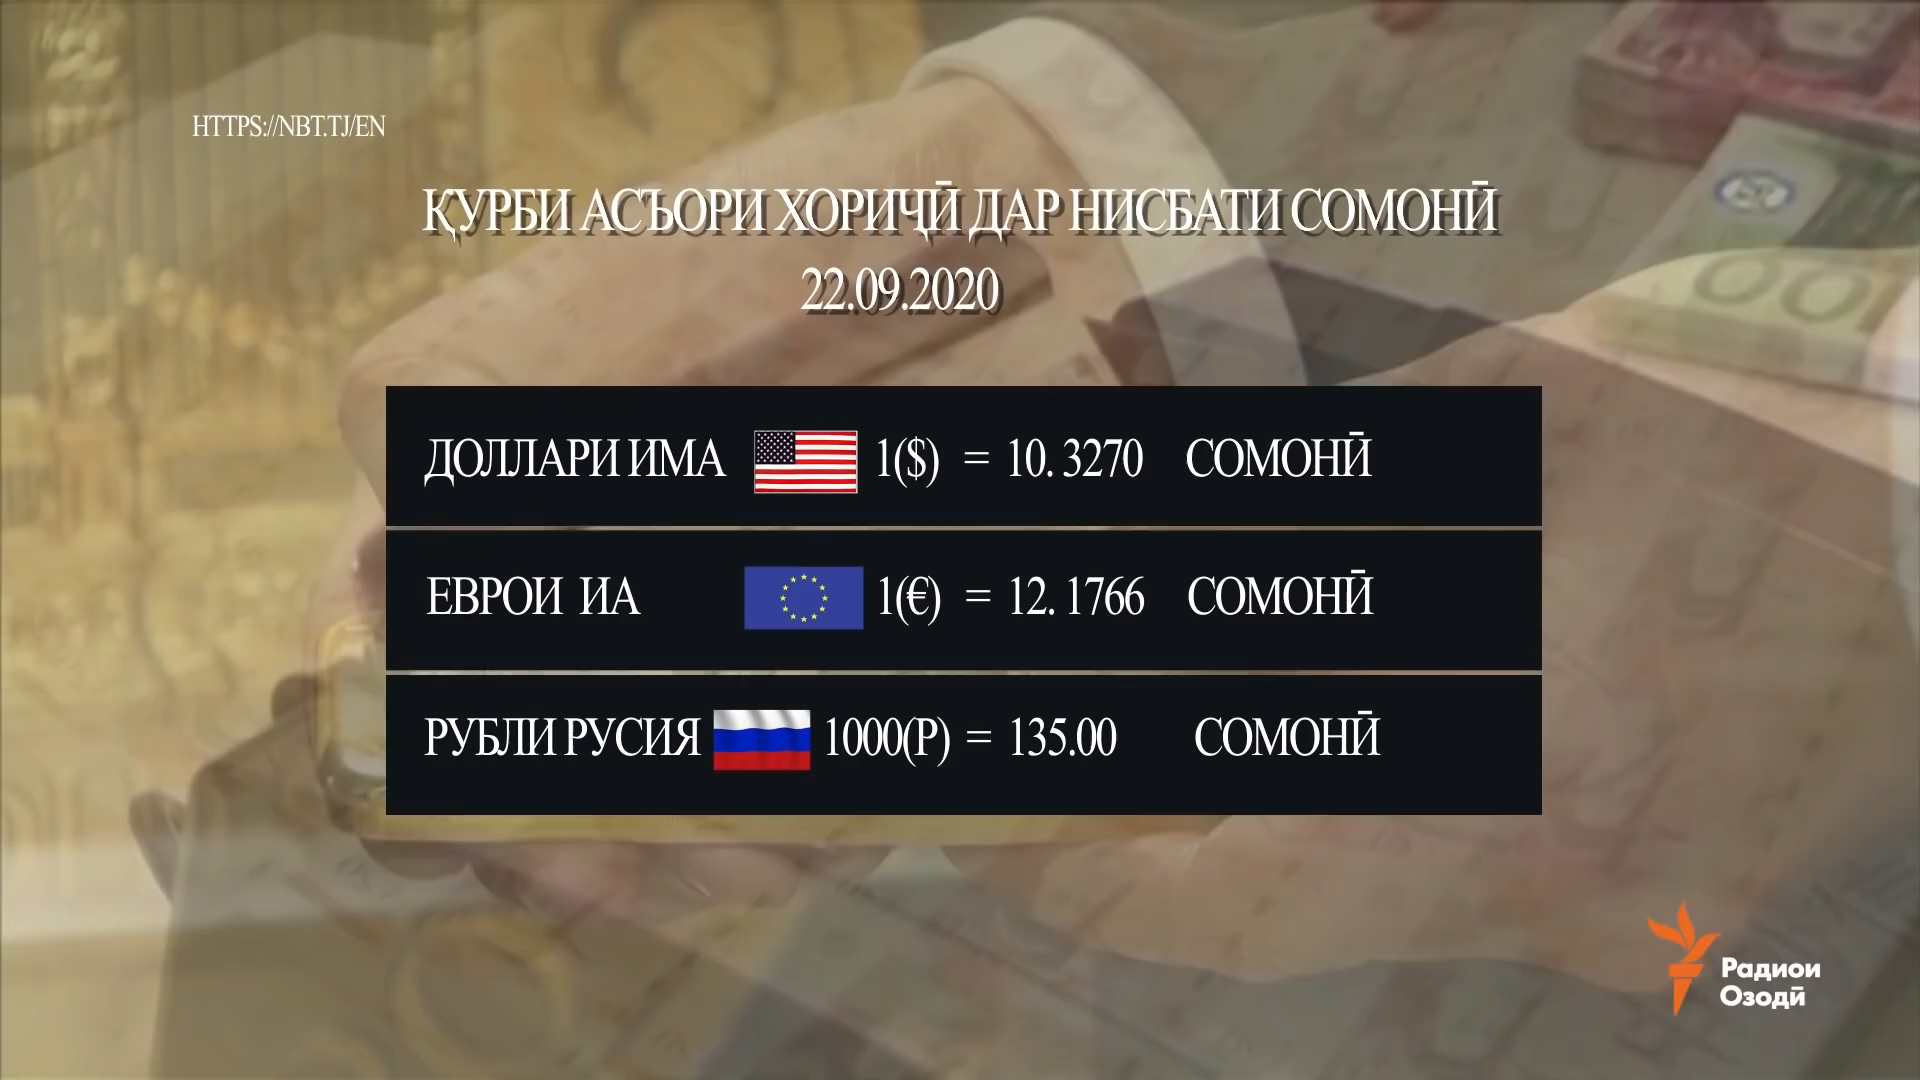 HTTPS://NBT.TJ/EN
ҚУРБИ АСЪОРИ ХОРИҶӢ ДАР НИСБАТИ СОМОНӢ
22.09.2020
ДОЛЛАРИ ИМА 1($) = 10. 3270 СОМОНӢ
ЕВРОИ ИА 1(€) = 12. 1766 СОМОНӢ
РУБЛИ РУСИЯ 1000(Р) = 135.00 СОМОНӢ
Радиои
Озодӣ